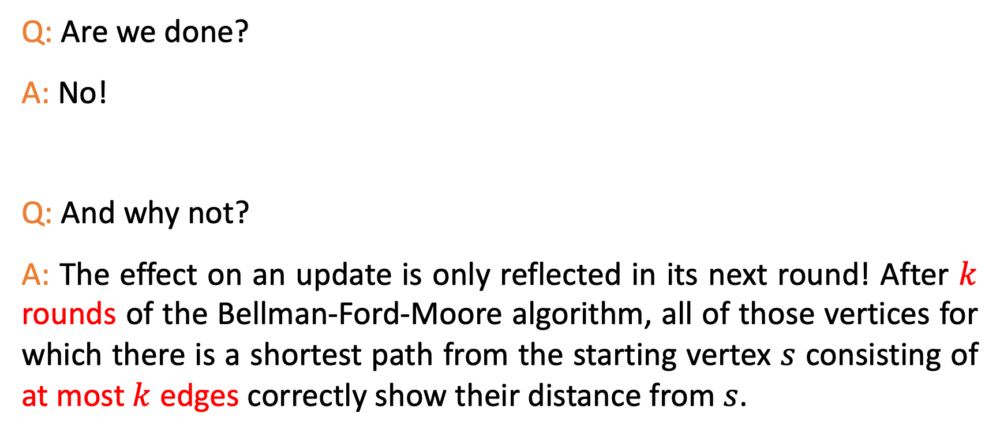 Q: Are we done?
A: No!
Q: And why not?
A: The effect on an update is only reflected in its next round! After k
rounds of the Bellman-Ford-Moore algorithm, all of those vertices for
which there is a shortest path from the starting vertex s consisting of
at most k edges correctly show their distance from s.